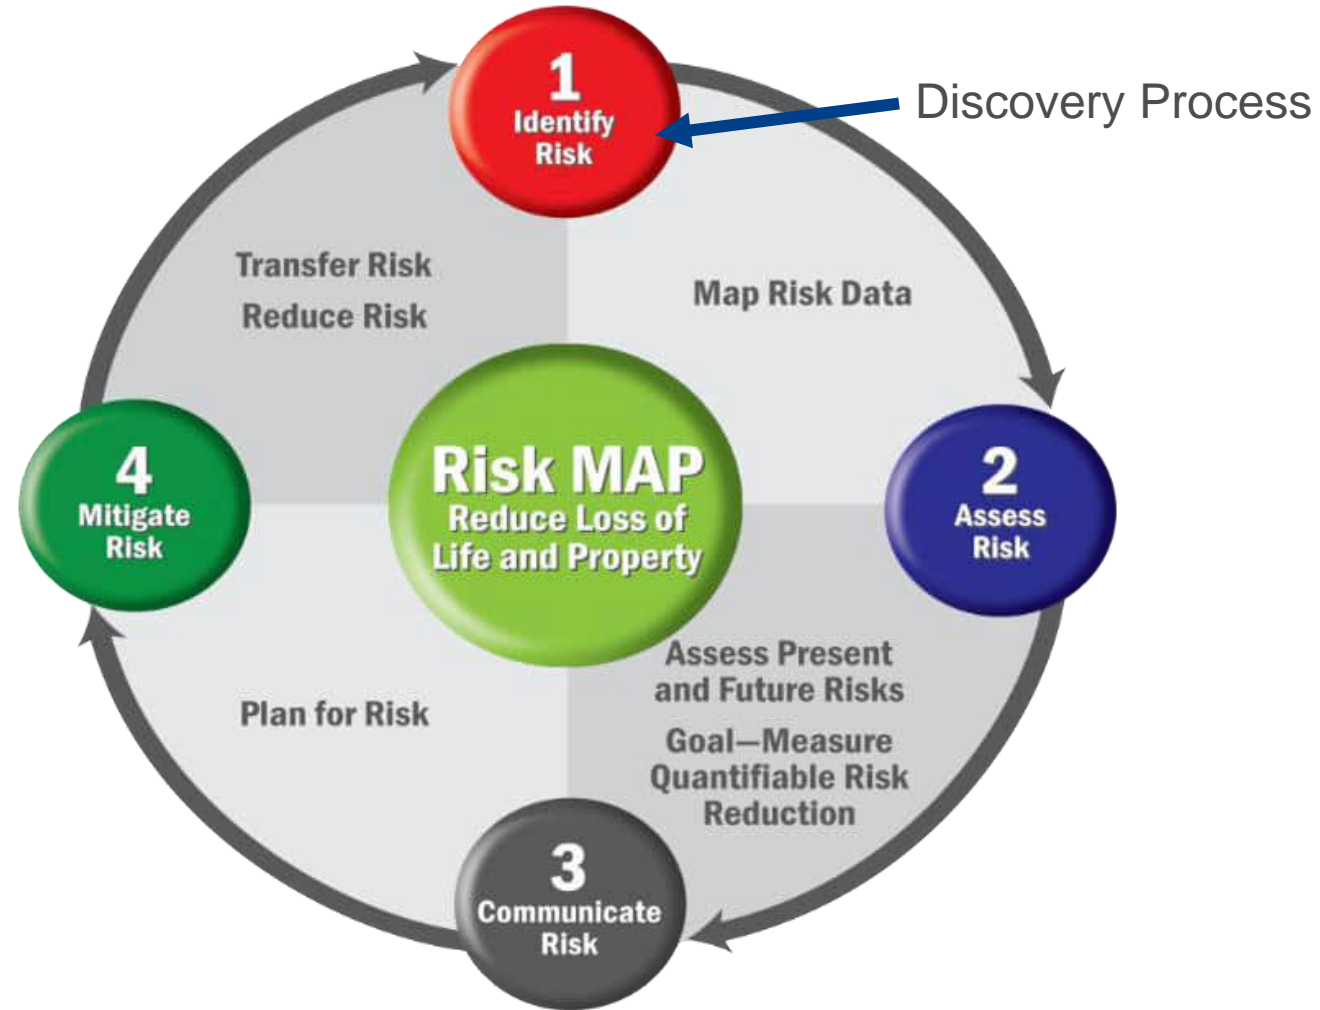 1
Identify
Risk
Discovery Process
Transfer Risk
Reduce Risk
Map Risk Data
Risk MAP
Reduce Loss of
Life and Property
4
Mitigate
Risk
2
Assess
Risk
Assess Present
and Future Risks
Goal—Measure
Quantifiable Risk
Reduction
Plan for Risk
3
Communicate
Risk